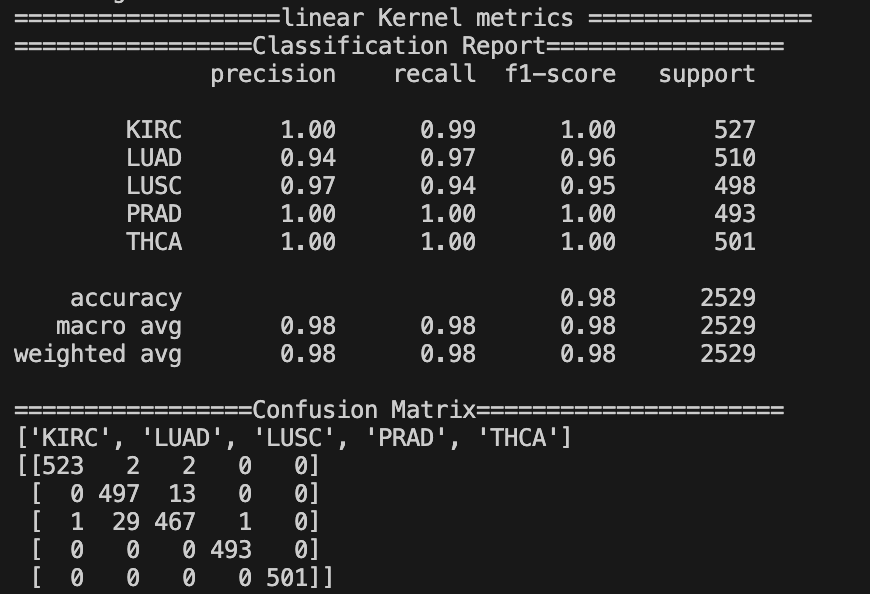 ===================linear Kernel metrics ================
=================Classification Report=================
              precision    recall  f1-score   support

        KIRC       1.00      0.99      1.00       527
        LUAD       0.94      0.97      0.96       510
        LUSC       0.97      0.94      0.95       498
        PRAD       1.00      1.00      1.00       493
        THCA       1.00      1.00      1.00       501

    accuracy                           0.98      2529
   macro avg       0.98      0.98      0.98      2529
weighted avg       0.98      0.98      0.98      2529

=================Confusion Matrix======================
['KIRC', 'LUAD', 'LUSC', 'PRAD', 'THCA']
[[523   2   2   0   0]
 [  0 497  13   0   0]
 [  1  29 467   1   0]
 [  0   0   0 493   0]
 [  0   0   0   0 501]]